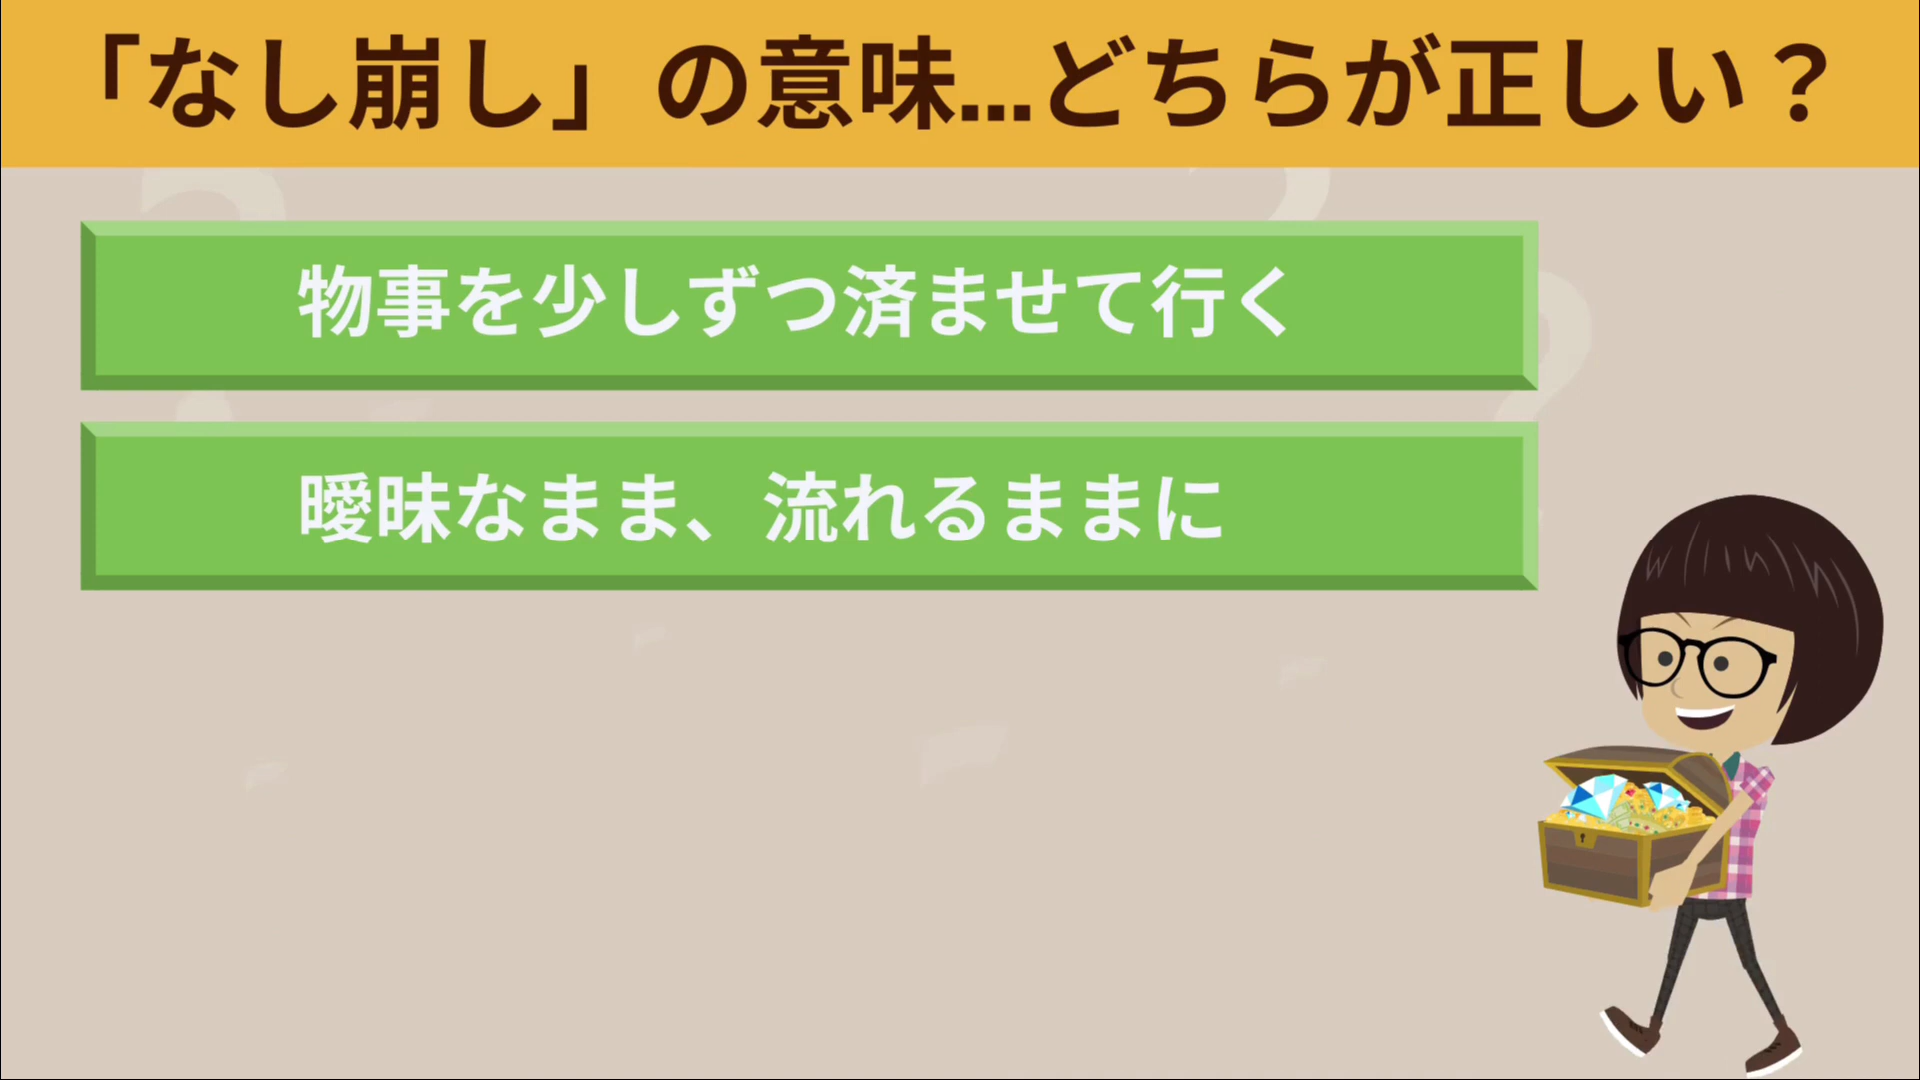 「なし崩し」の意味...どちらが正しい？
物事を少しずつ済ませて行く
曖昧なまま、流れるままに